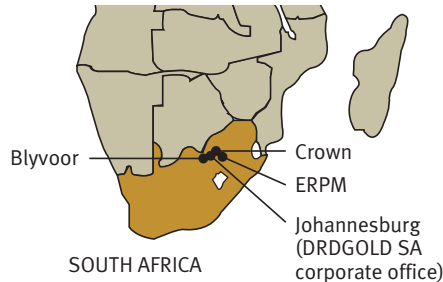 Blyvoor
Crown
ERPM
Johannesburg
(DRDGOLD SA
corporate office)
SOUTH AFRICA